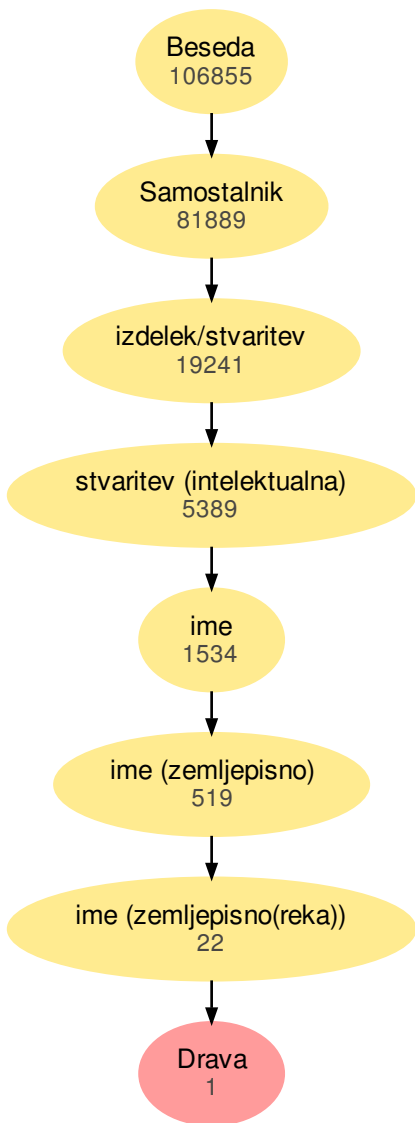 Beseda
106855
Samostalnik
81889
izdelek/stvaritev
19241
stvaritev (intelektualna)
5389
ime
1534
ime (zemljepisno)
519
ime (zemljepisno(reka))
22
Drava
1